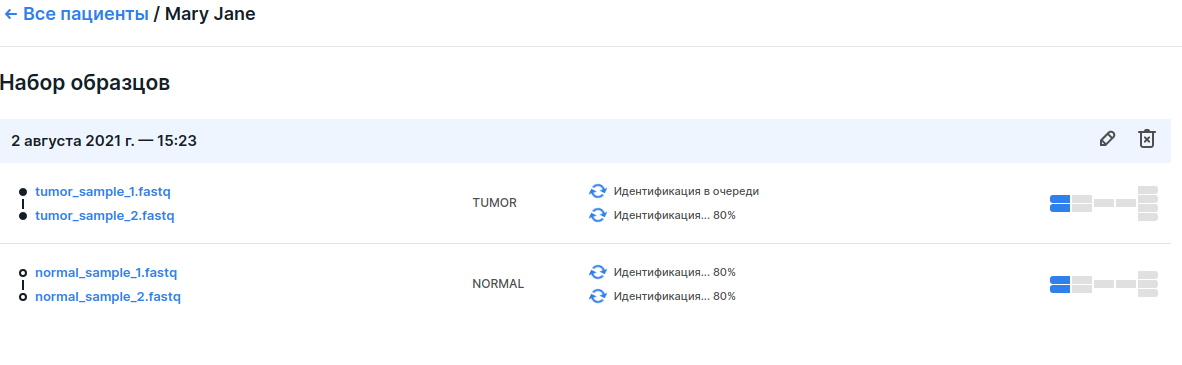 ← Все пациенты / Mary Jane
Набор образцов
2 августа 2021 г. — 15:23
tumor_sample_1.fastq
tumor_sample_2.fastq
TUMOR
Идентификация в очереди
Идентификация... 80%
normal_sample_1.fastq
normal_sample_2.fastq
NORMAL
Идентификация... 80%
Идентификация... 80%